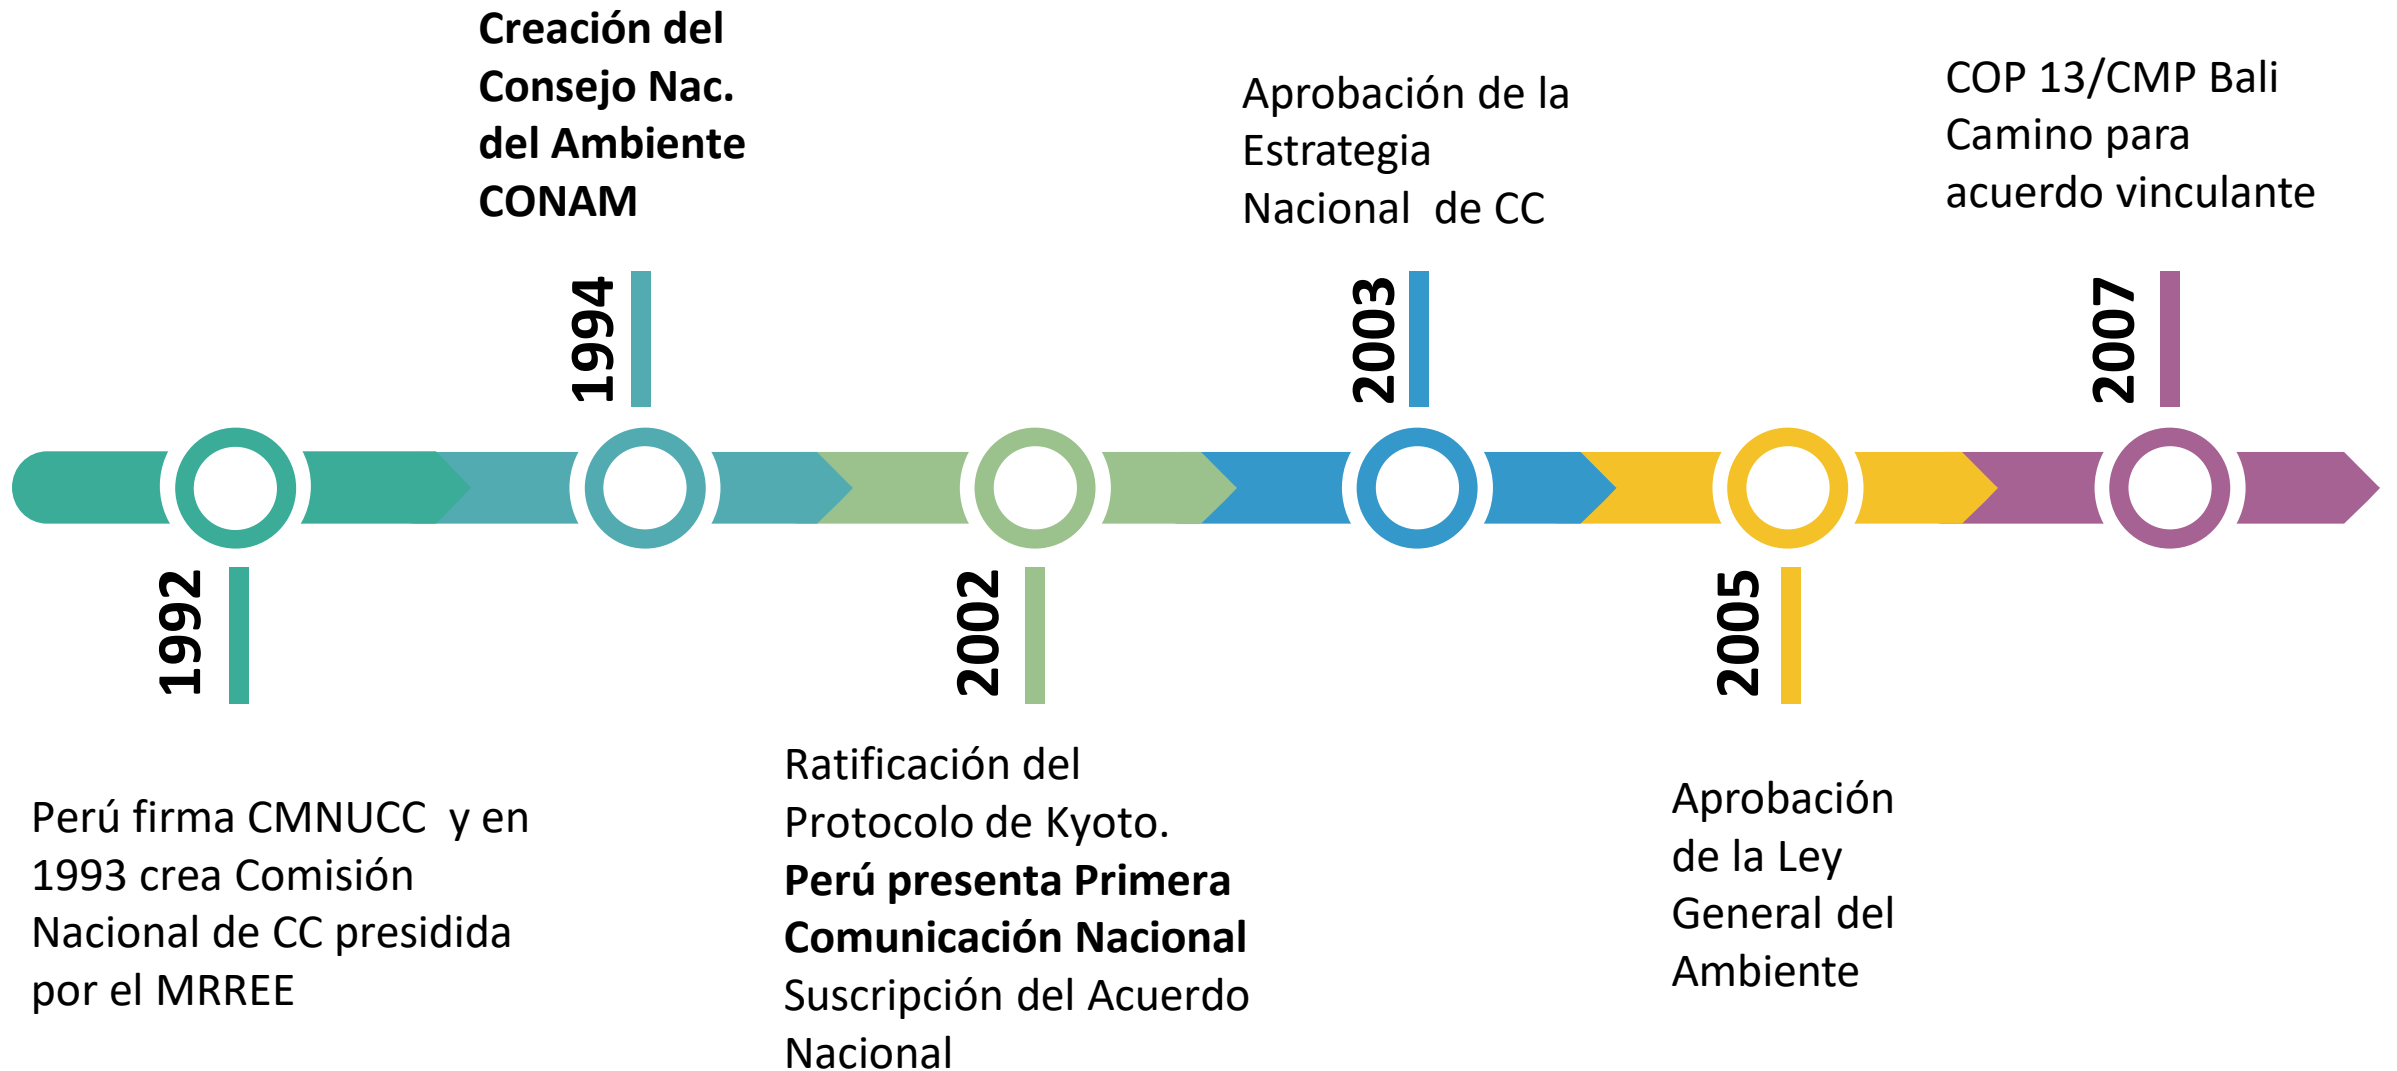 Creación del
Consejo Nac.
del Ambiente
CONAM
Aprobación de la
Estrategia
Nacional  de CC
COP 13/CMP Bali
Camino para
acuerdo vinculante
1994
2003
2007
1992
2002
2005
Perú firma CMNUCC  y en
1993 crea Comisión
Nacional de CC presidida
por el MRREE
Ratificación del
Protocolo de Kyoto.
Perú presenta Primera
Comunicación Nacional
Suscripción del Acuerdo
Nacional
Aprobación
de la Ley
General del
Ambiente